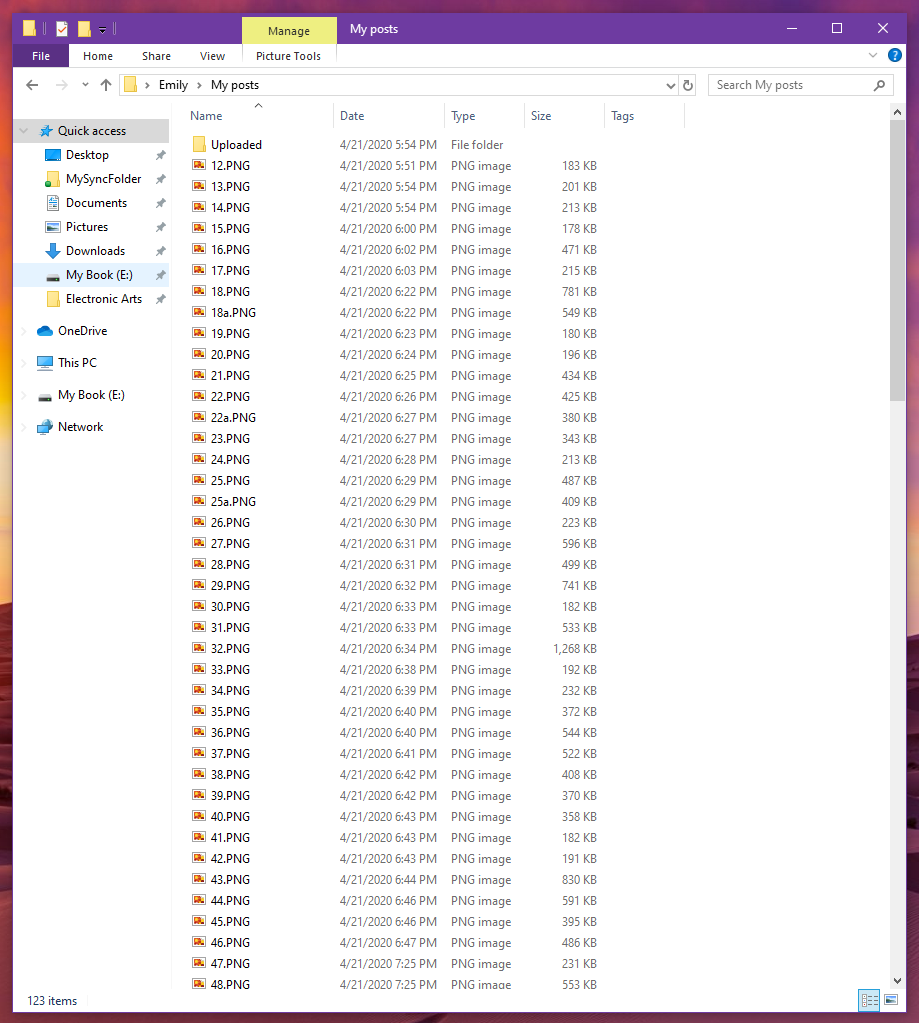 Manage My posts
File Home Share View Picture Tools
Emily My posts Search My posts
Name Date Type Size Tags
Quick access
Desktop
MySyncFolder
Documents
Pictures
Downloads
My Book (E:)
Electronic Arts
OneDrive
This PC
My Book (E:)
Network
Uploaded 4/21/2020 5:54 PM File folder
12.PNG 4/21/2020 5:51 PM PNG image 183 KB
13.PNG 4/21/2020 5:54 PM PNG image 201 KB
14.PNG 4/21/2020 5:54 PM PNG image 213 KB
15.PNG 4/21/2020 6:00 PM PNG image 178 KB
16.PNG 4/21/2020 6:02 PM PNG image 471 KB
17.PNG 4/21/2020 6:03 PM PNG image 215 KB
18.PNG 4/21/2020 6:22 PM PNG image 781 KB
18a.PNG 4/21/2020 6:22 PM PNG image 549 KB
19.PNG 4/21/2020 6:23 PM PNG image 180 KB
20.PNG 4/21/2020 6:24 PM PNG image 196 KB
21.PNG 4/21/2020 6:25 PM PNG image 434 KB
22.PNG 4/21/2020 6:26 PM PNG image 425 KB
22a.PNG 4/21/2020 6:27 PM PNG image 380 KB
23.PNG 4/21/2020 6:27 PM PNG image 343 KB
24.PNG 4/21/2020 6:28 PM PNG image 213 KB
25.PNG 4/21/2020 6:29 PM PNG image 487 KB
25a.PNG 4/21/2020 6:29 PM PNG image 409 KB
26.PNG 4/21/2020 6:30 PM PNG image 223 KB
27.PNG 4/21/2020 6:31 PM PNG image 596 KB
28.PNG 4/21/2020 6:31 PM PNG image 499 KB
29.PNG 4/21/2020 6:32 PM PNG image 741 KB
30.PNG 4/21/2020 6:33 PM PNG image 182 KB
31.PNG 4/21/2020 6:33 PM PNG image 533 KB
32.PNG 4/21/2020 6:34 PM PNG image 1,268 KB
33.PNG 4/21/2020 6:38 PM PNG image 192 KB
34.PNG 4/21/2020 6:39 PM PNG image 232 KB
35.PNG 4/21/2020 6:40 PM PNG image 372 KB
36.PNG 4/21/2020 6:40 PM PNG image 544 KB
37.PNG 4/21/2020 6:41 PM PNG image 522 KB
38.PNG 4/21/2020 6:42 PM PNG image 408 KB
39.PNG 4/21/2020 6:42 PM PNG image 370 KB
40.PNG 4/21/2020 6:43 PM PNG image 358 KB
41.PNG 4/21/2020 6:43 PM PNG image 182 KB
42.PNG 4/21/2020 6:43 PM PNG image 191 KB
43.PNG 4/21/2020 6:44 PM PNG image 830 KB
44.PNG 4/21/2020 6:46 PM PNG image 591 KB
45.PNG 4/21/2020 6:46 PM PNG image 395 KB
46.PNG 4/21/2020 6:47 PM PNG image 486 KB
47.PNG 4/21/2020 7:25 PM PNG image 231 KB
48.PNG 4/21/2020 7:25 PM PNG image 553 KB
123 items